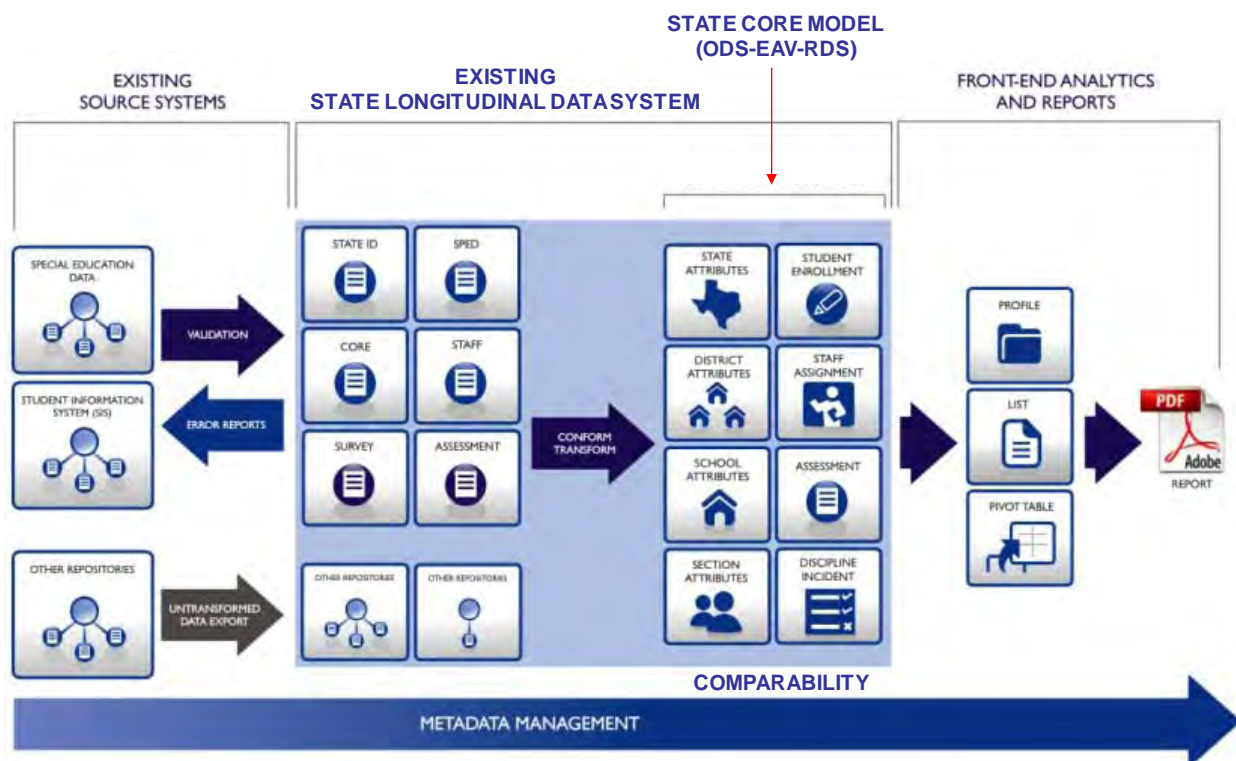 STATE CORE MODEL
(ODS-EAV-RDS)
EXISTING
SOURCE SYSTEMS
EXISTING
STATE LONGITUDINAL DATA SYSTEM
FRONT-END ANALYTICS
AND REPORTS
SPECIAL EDUCATION
DATA
STUDENT INFORMATION
SYSTEM (SIS)
OTHER REPOSITORIES
VALIDATION
ERROR REPORTS
UNTRANSFORMED
DATA EXPORT
STATE ID
SPED
CORE
STAFF
SURVEY
ASSESSMENT
OTHER REPOSITORIES
OTHER REPOSITORIES
CONFORM
TRANSFORM
STATE
ATTRIBUTES
STUDENT
ENROLLMENT
DISTRICT
ATTRIBUTES
STAFF
ASSIGNMENT
SCHOOL
ATTRIBUTES
ASSESSMENT
SECTION
ATTRIBUTES
DISCIPLINE
INCIDENT
PROFILE
LIST
PIVOT TABLE
PDF
Adobe
REPORT
COMPARABILITY
METADATA MANAGEMENT